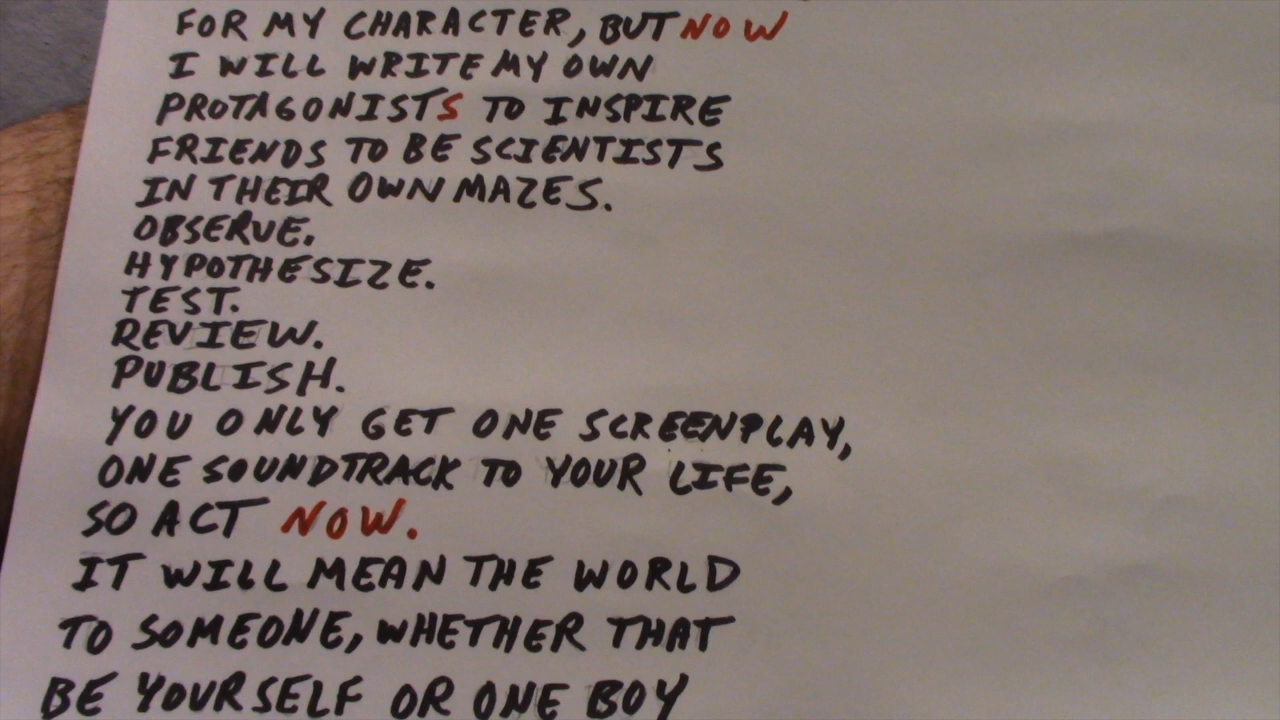 FOR MY CHARACTER, BUT NOW
I WILL WRITE MY OWN
PROTAGONISTS TO INSPIRE
FRIENDS TO BE SCIENTISTS
IN THEIR OWN MAZES.
OBSERVE.
HYPOTHESIZE.
TEST.
REVIEW.
PUBLISH.
YOU ONLY GET ONE SCREENPLAY,
ONE SOUNDTRACK TO YOUR LIFE,
SO ACT NOW.
IT WILL MEAN THE WORLD
TO SOMEONE, WHETHER THAT
BE YOURSELF OR ONE BOY